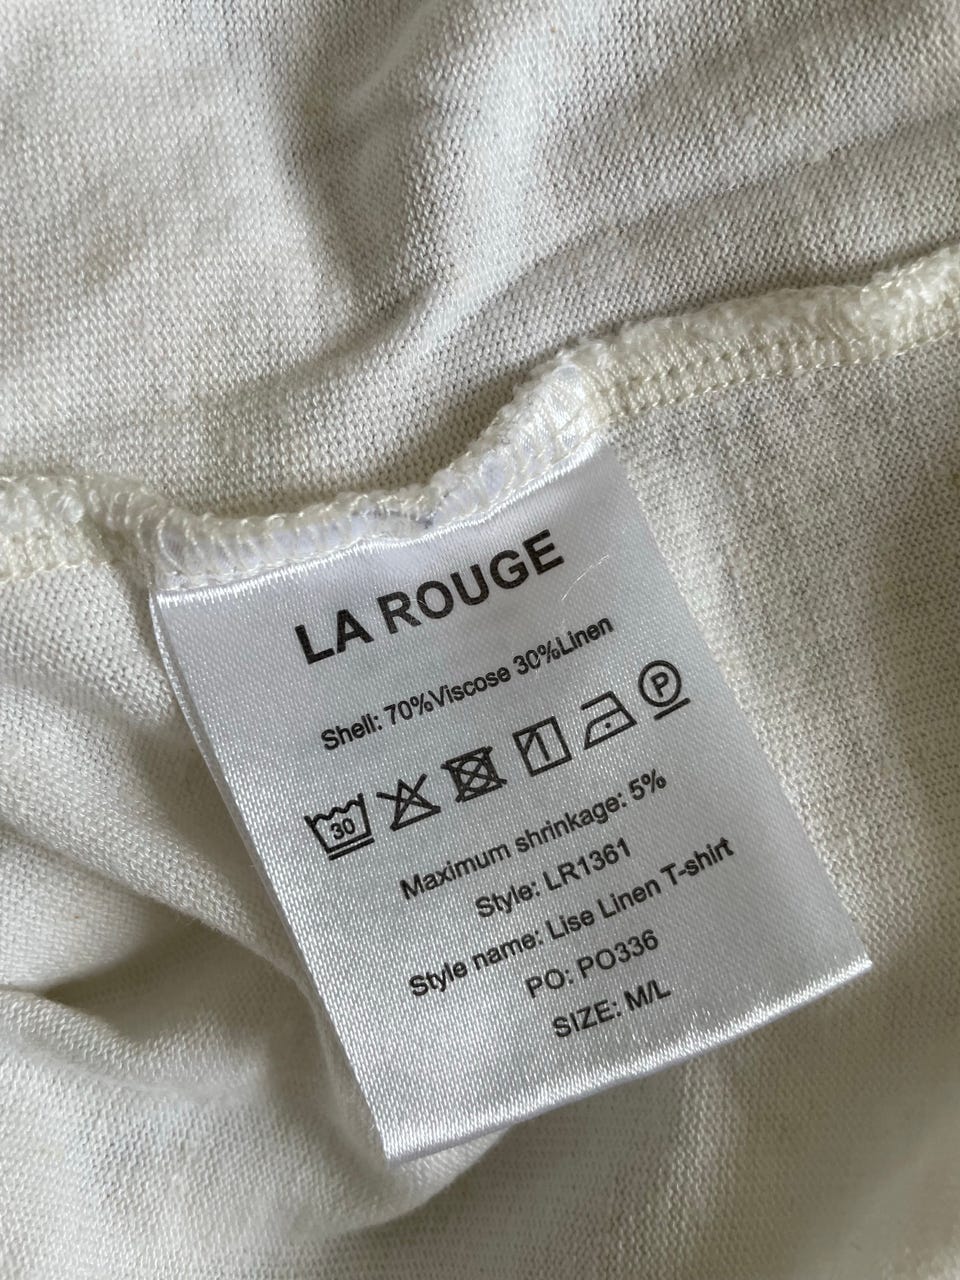 LA ROUGE
Shell: 70%Viscose 30%Linen
30 P
Maximum shrinkage: 5%
Style: LR1361
Style name: Lise Linen T-shirt
PO: PO336
SIZE: M/L